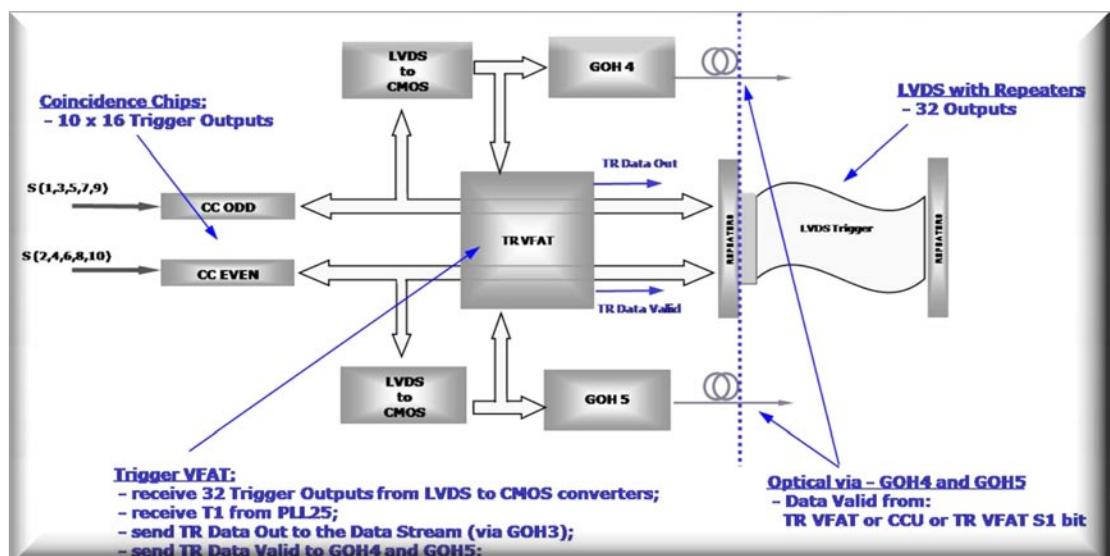 LVDS
to
CMOS
GOH 4
Coincidence Chips:
- 10 x 16 Trigger Outputs
LVDS with Repeaters
- 32 Outputs
TR Data Out
S{1,3,5,7,9}
CC ODD
S{2,4,6,8,10}
CC EVEN
TR VFAT
REPEATERS
LVDS Trigger
REPEATERS
TR Data Valid
LVDS
to
CMOS
GOH 5
Trigger VFAT:
- receive 32 Trigger Outputs from LVDS to CMOS converters;
- receive T1 from PLL25;
- send TR Data Out to the Data Stream (via GOH3);
- send TR Data Valid to GOH4 and GOH5;
Optical via - GOH4 and GOH5
- Data Valid from:
TR VFAT or CCU or TR VFAT S1 bit